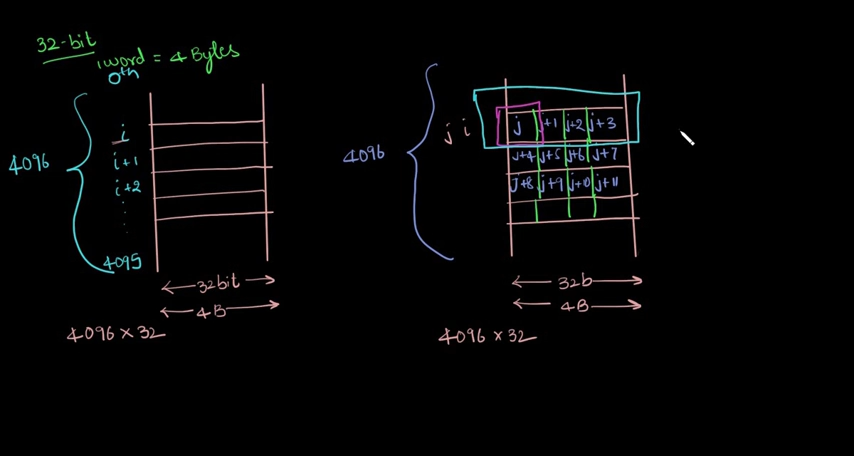 32-bit
1word = 4 Bytes
0th
i
i+1
i+2
4096
4095
32bit
4B
4096 × 32
4096
j i
j j+1 j+2 j+3
j+4 j+5 j+6 j+7
j+8 j+9 j+10 j+11
32b
4B
4096 × 32